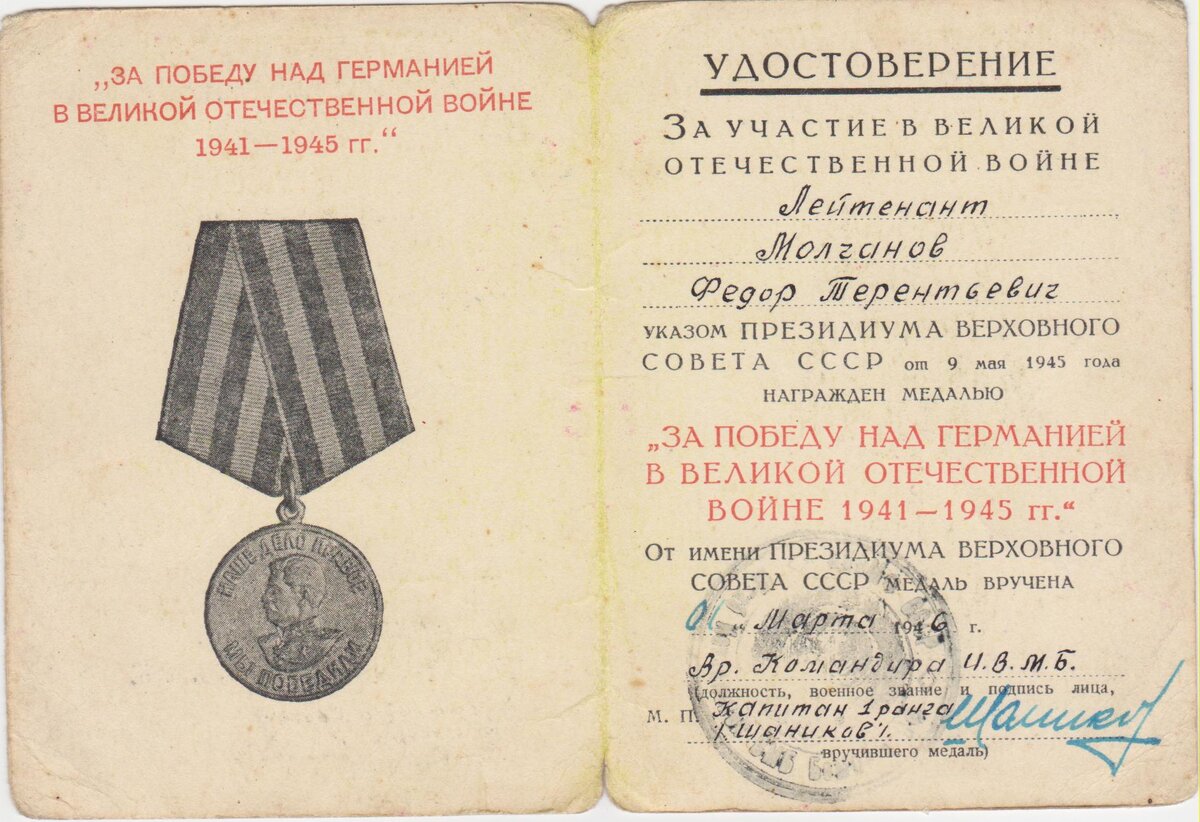 „ЗА ПОБЕДУ НАД ГЕРМАНИЕЙ
В ВЕЛИКОЙ ОТЕЧЕСТВЕННОЙ ВОЙНЕ
1941—1945 гг.“
НАШЕ ДЕЛО ПРАВОЕ
МЫ ПОБЕДИЛИ
УДОСТОВЕРЕНИЕ
ЗА УЧАСТИЕ В ВЕЛИКОЙ
ОТЕЧЕСТВЕННОЙ ВОЙНЕ
Лейтенант
Молчанов
Федор Терентьевич
УКАЗОМ ПРЕЗИДИУМА ВЕРХОВНОГО
СОВЕТА СССР от 9 мая 1945 года
НАГРАЖДЕН МЕДАЛЬЮ
„ЗА ПОБЕДУ НАД ГЕРМАНИЕЙ
В ВЕЛИКОЙ ОТЕЧЕСТВЕННОЙ
ВОЙНЕ 1941—1945 гг.“
ОТ ИМЕНИ ПРЕЗИДИУМА ВЕРХОВНОГО
СОВЕТА СССР МЕДАЛЬ ВРУЧЕНА
Марта 1946 г.
Вр. Командира И.В.М.Б.
(должность, военное звание и подпись лица,
М. П. Капитан 1 ранга
/Шаников/.
вручившего медаль)